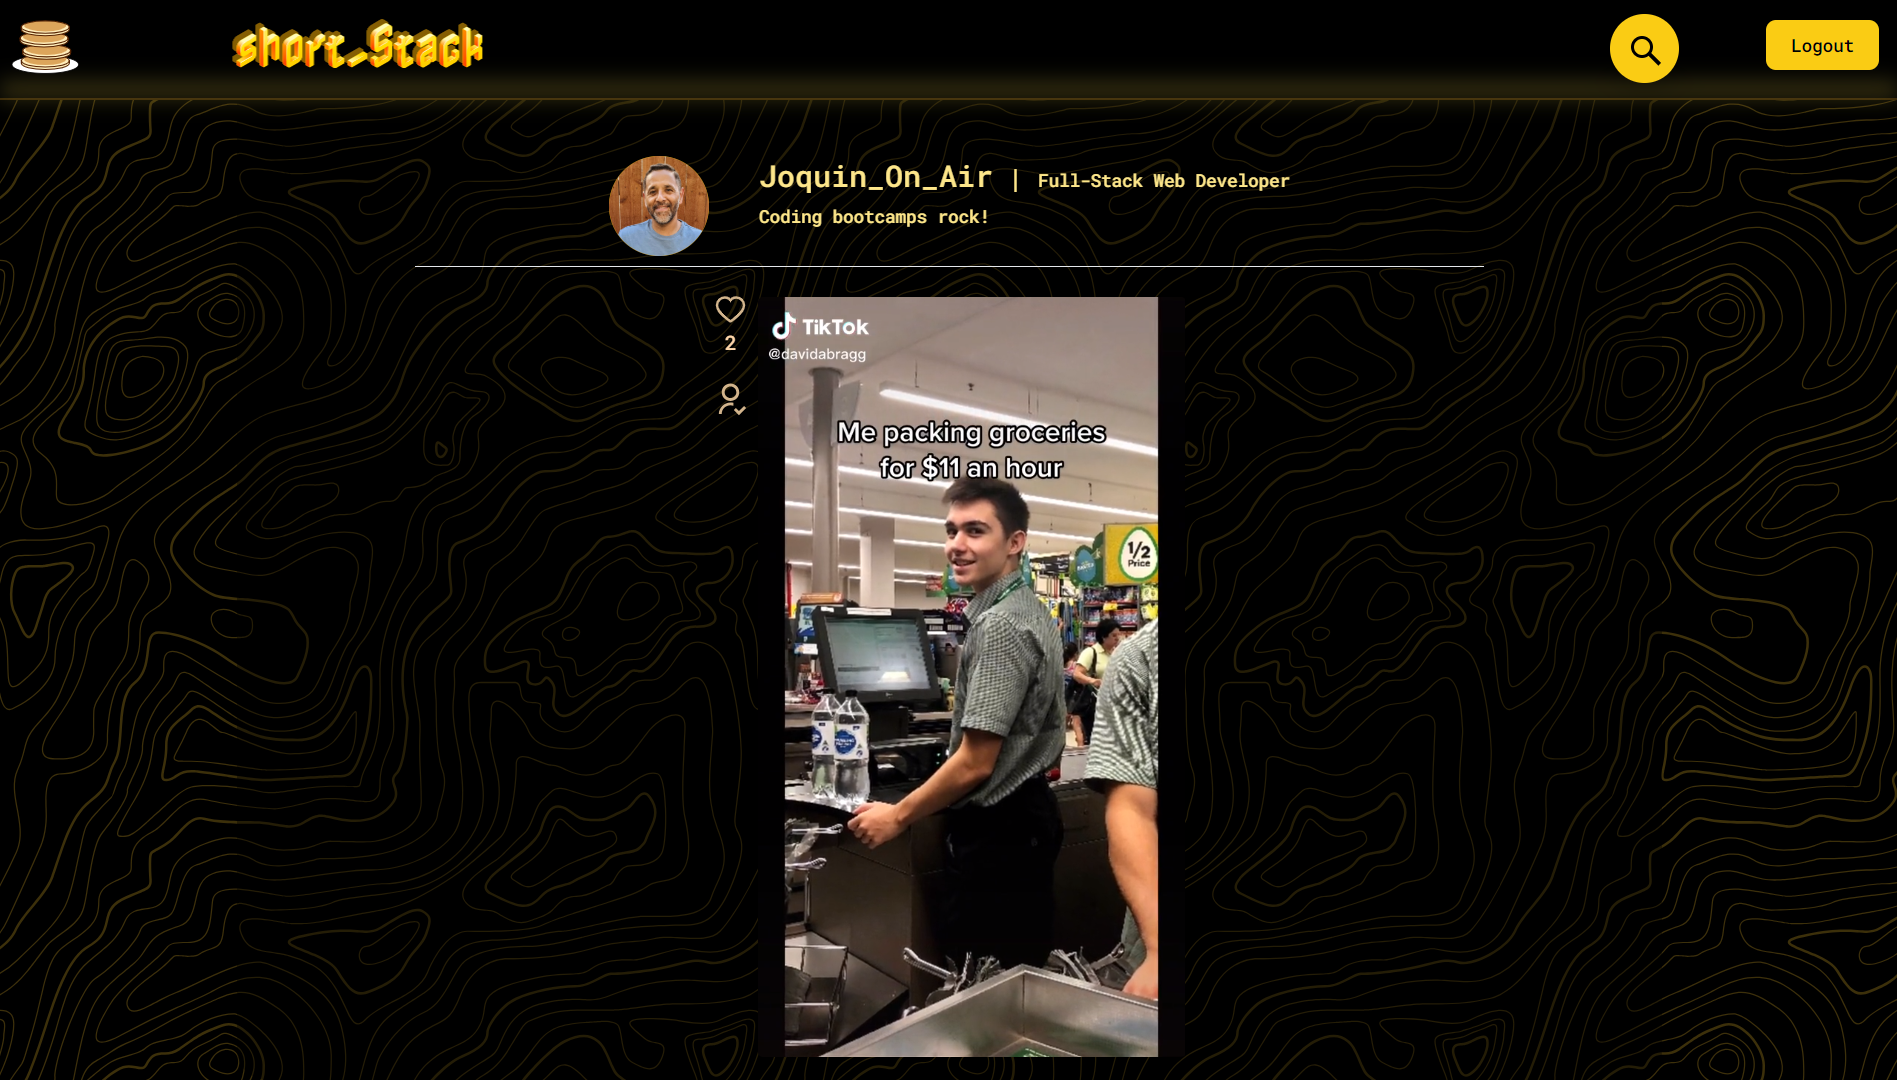 short_Stack
Logout
Joquin_On_Air | Full-Stack Web Developer
Coding bootcamps rock!
2
TikTok
@davidabragg
Me packing groceries
for $11 an hour
1/2
Price